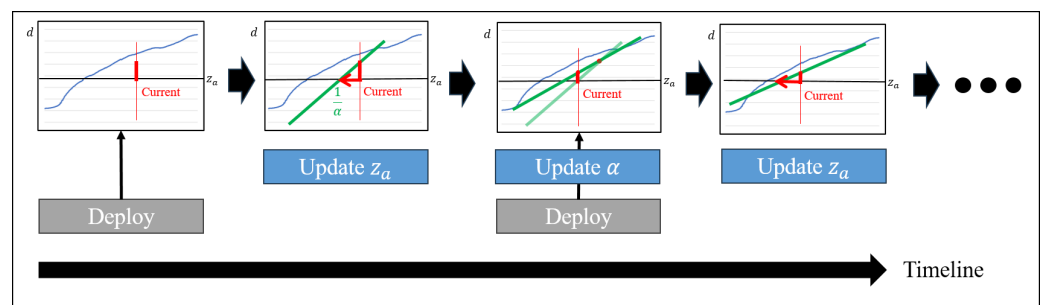 d
z_a
Current
d
z_a
1/α
Current
d
z_a
Current
d
z_a
Current
Update z_a
Update α
Update z_a
Deploy
Deploy
Timeline